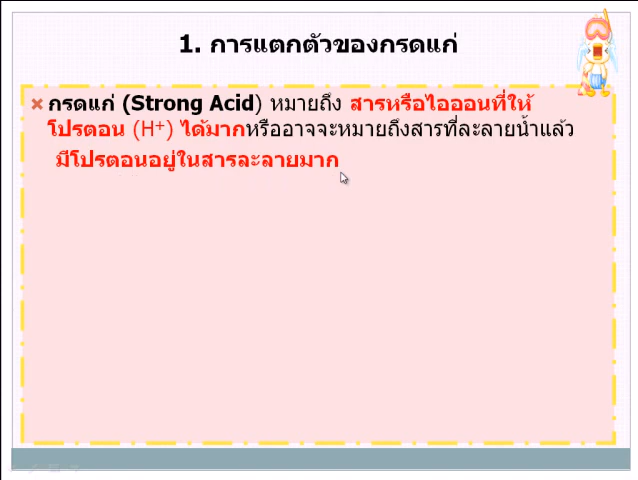 1. การแตกตัวของกรดแก่
กรดแก่ (Strong Acid) หมายถึง สารหรือไอออนที่ให้
โปรตอน (H⁺) ได้มากหรืออาจจะหมายถึงสารที่ละลายน้ำแล้ว
มีโปรตอนอยู่ในสารละลายมาก